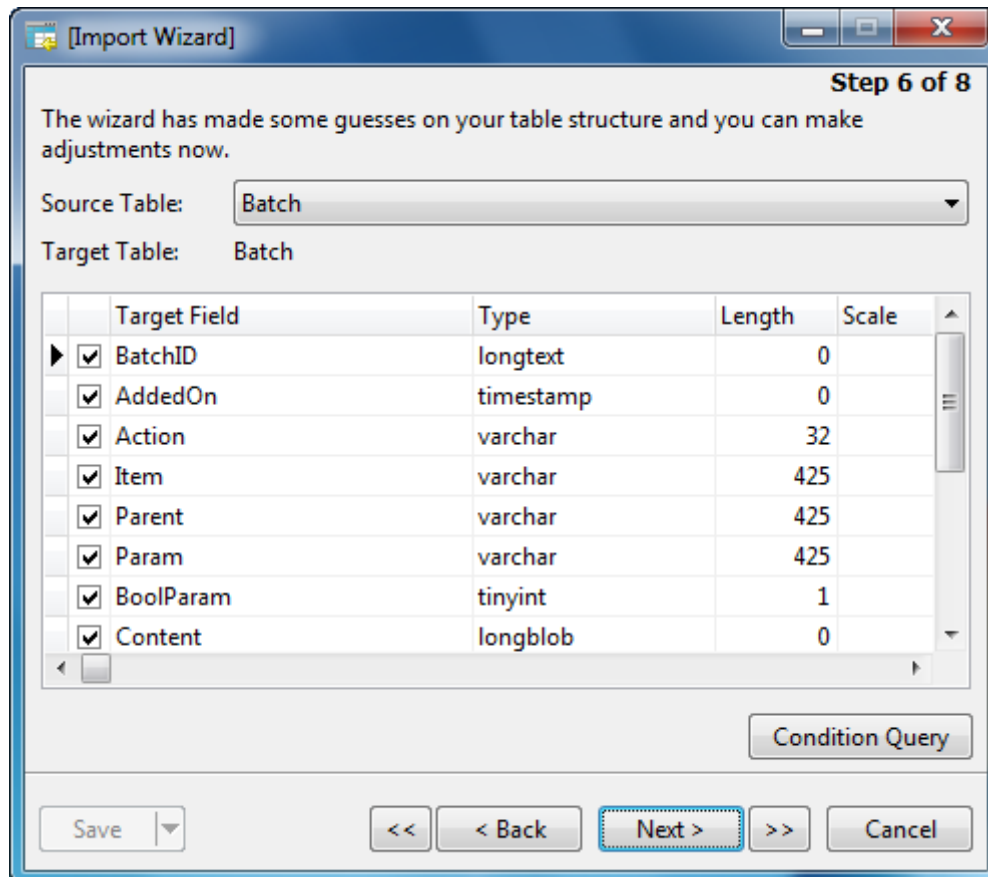 [Import Wizard]
Step 6 of 8
The wizard has made some guesses on your table structure and you can make
adjustments now.
Source Table: Batch
Target Table: Batch
Target Field Type Length Scale
BatchID longtext 0
AddedOn timestamp 0
Action varchar 32
Item varchar 425
Parent varchar 425
Param varchar 425
BoolParam tinyint 1
Content longblob 0
Condition Query
Save << < Back Next > >> Cancel